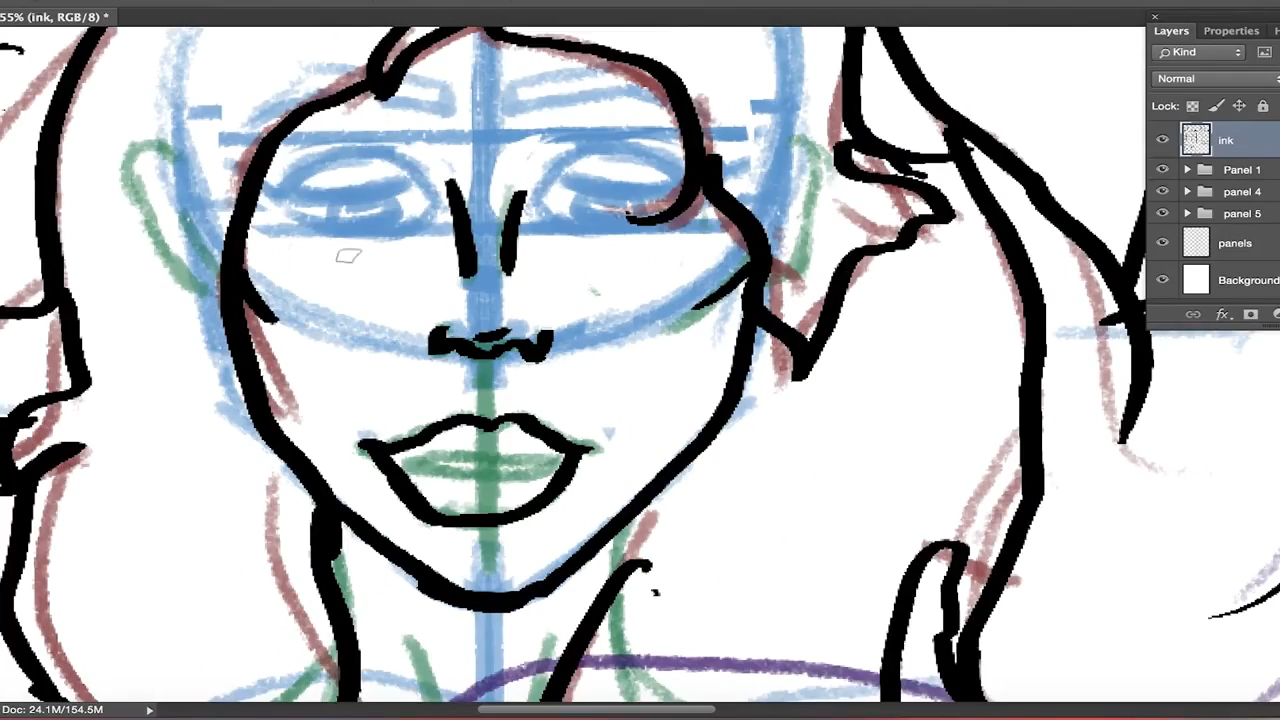 55% (ink, RGB/8) *
Layers Properties
Kind
Normal
Lock:
ink
Panel 1
panel 4
panel 5
panels
Background
fx
Doc: 24.1M/154.5M